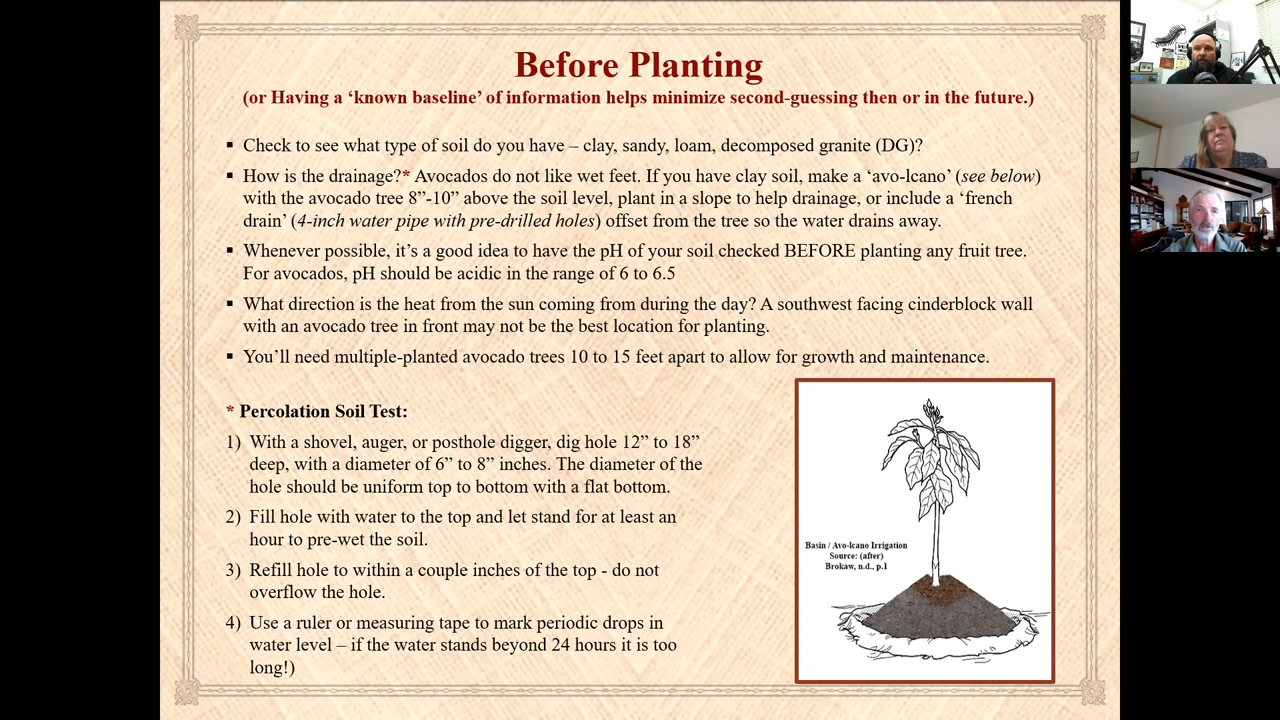 Before Planting
(or Having a ‘known baseline’ of information helps minimize second-guessing then or in the future.)
▪ Check to see what type of soil do you have – clay, sandy, loam, decomposed granite (DG)?
▪ How is the drainage?* Avocados do not like wet feet. If you have clay soil, make a ‘avo-lcano’ (see below)
with the avocado tree 8”-10” above the soil level, plant in a slope to help drainage, or include a ‘french
drain’ (4-inch water pipe with pre-drilled holes) offset from the tree so the water drains away.
▪ Whenever possible, it’s a good idea to have the pH of your soil checked BEFORE planting any fruit tree.
For avocados, pH should be acidic in the range of 6 to 6.5
▪ What direction is the heat from the sun coming from during the day? A southwest facing cinderblock wall
with an avocado tree in front may not be the best location for planting.
▪ You’ll need multiple-planted avocado trees 10 to 15 feet apart to allow for growth and maintenance.
* Percolation Soil Test:
1) With a shovel, auger, or posthole digger, dig hole 12” to 18”
deep, with a diameter of 6” to 8” inches. The diameter of the
hole should be uniform top to bottom with a flat bottom.
2) Fill hole with water to the top and let stand for at least an
hour to pre-wet the soil.
3) Refill hole to within a couple inches of the top - do not
overflow the hole.
4) Use a ruler or measuring tape to mark periodic drops in
water level – if the water stands beyond 24 hours it is too
long!)
Basin / Avo-lcano Irrigation
Source: (after)
Brokaw, n.d., p.1